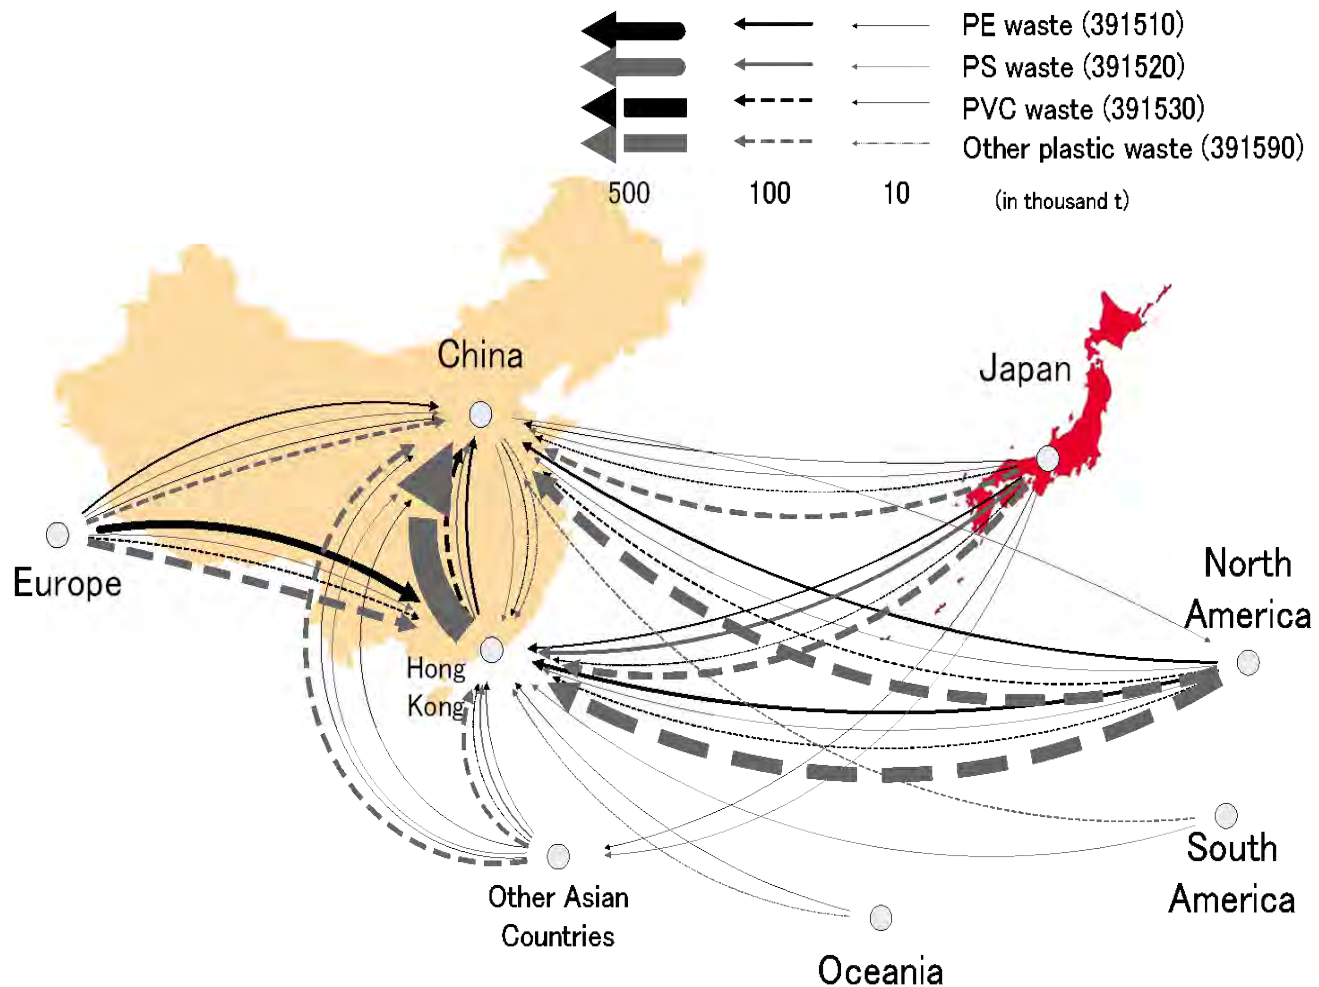 PE waste (391510)
PS waste (391520)
PVC waste (391530)
Other plastic waste (391590)
500 100 10 (in thousand t)
China
Japan
Europe
North
America
Hong
Kong
South
America
Other Asian
Countries
Oceania